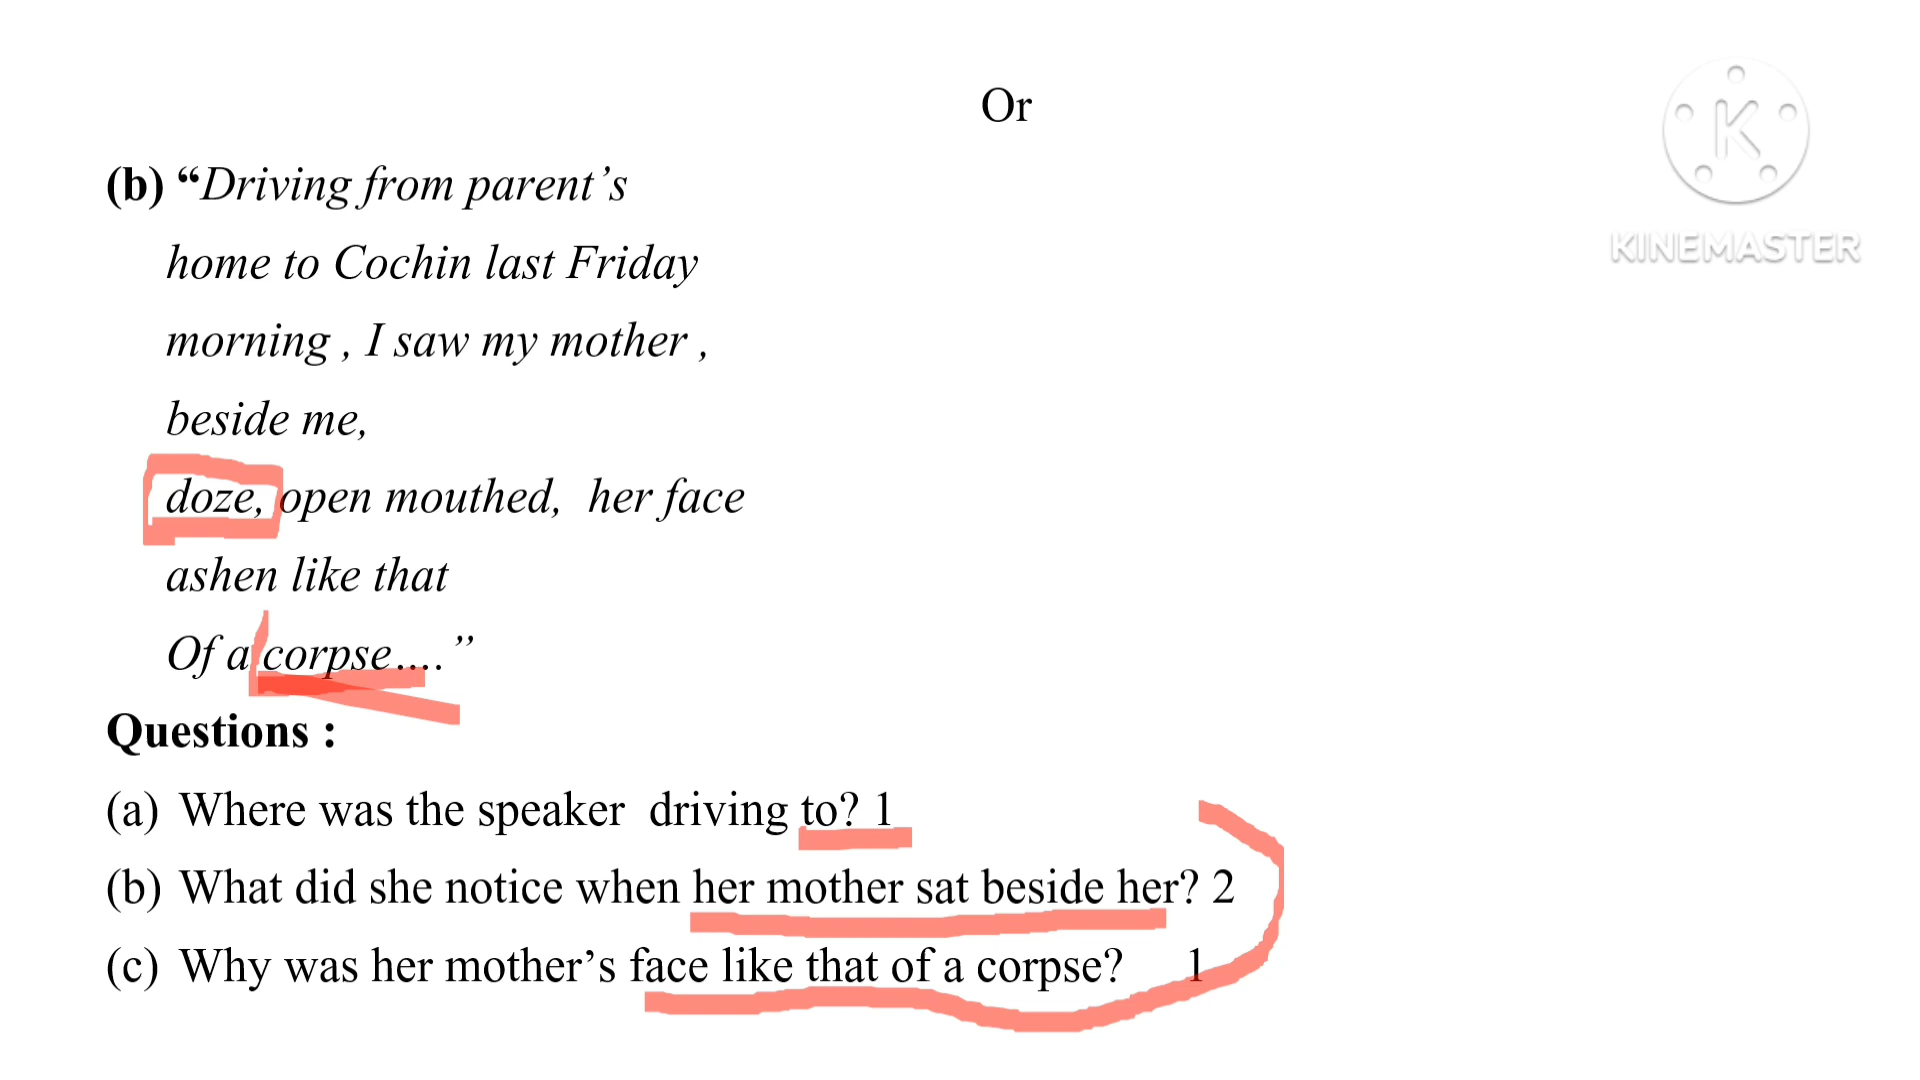 Or
(b) “Driving from parent’s
home to Cochin last Friday
morning , I saw my mother ,
beside me,
doze, open mouthed, her face
ashen like that
Of a corpse....”
Questions :
(a) Where was the speaker driving to? 1
(b) What did she notice when her mother sat beside her? 2
(c) Why was her mother’s face like that of a corpse? 1
K
KINEMASTER